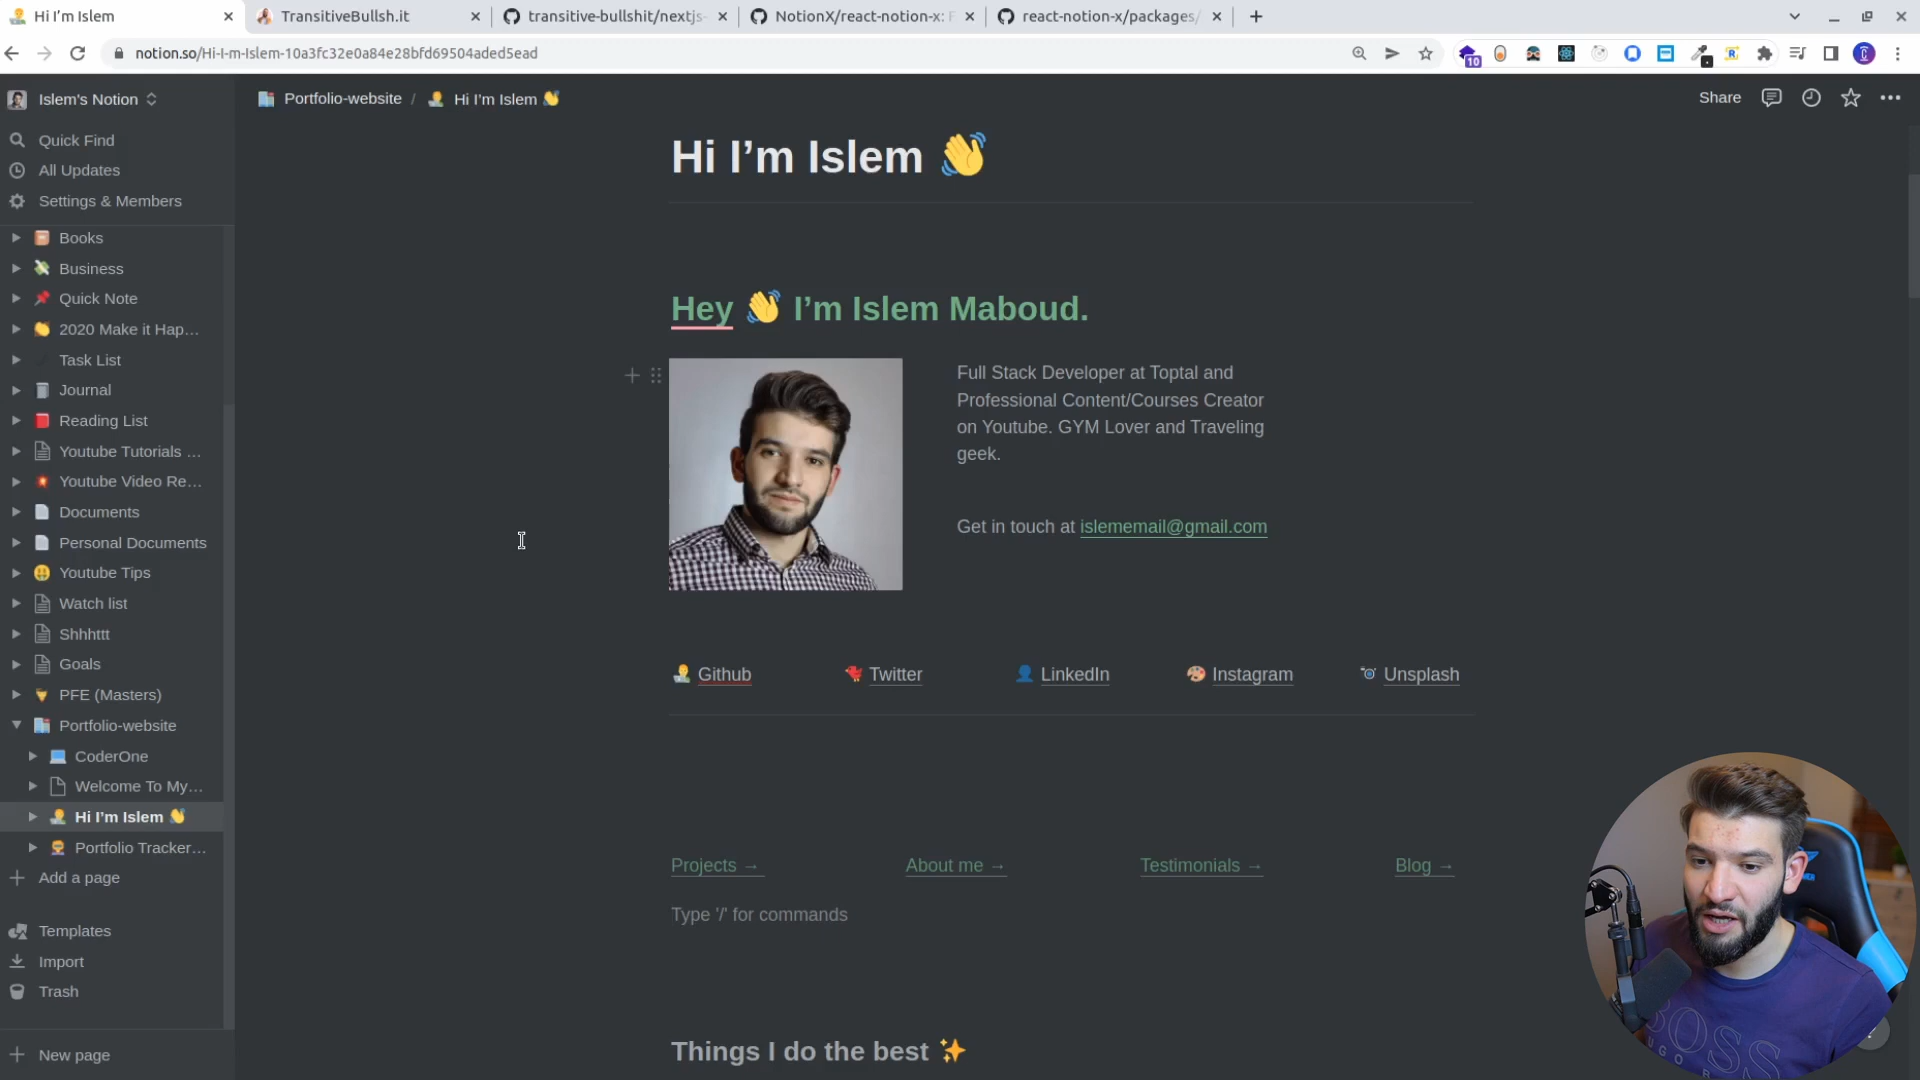 Hi I'm Islem
TransitiveBullsh.it
transitive-bullshit/nextjs-
NotionX/react-notion-x: F
react-notion-x/packages/
notion.so/Hi-I-m-Islem-10a3fc32e0a84e28bfd69504aded5ead
10
Islem's Notion
Portfolio-website / Hi I'm Islem 👋
Share
Quick Find
All Updates
Settings & Members
Books
Business
Quick Note
2020 Make it Hap...
Task List
Journal
Reading List
Youtube Tutorials ...
Youtube Video Re...
Documents
Personal Documents
Youtube Tips
Watch list
Shhhttt
Goals
PFE (Masters)
Portfolio-website
CoderOne
Welcome To My...
Hi I'm Islem 👋
Portfolio Tracker...
Add a page
Templates
Import
Trash
New page
Hi I'm Islem 👋
Hey 👋 I'm Islem Maboud.
Full Stack Developer at Toptal and
Professional Content/Courses Creator
on Youtube. GYM Lover and Traveling
geek.
Get in touch at islememail@gmail.com
Github
Twitter
LinkedIn
Instagram
Unsplash
Projects →
About me →
Testimonials →
Blog →
Type '/' for commands
Things I do the best ✨
BOSS